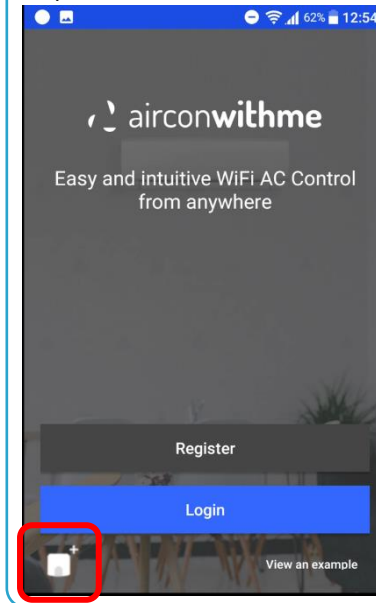 62% 12:54
airconwithme
Easy and intuitive WiFi AC Control
from anywhere
Register
Login
View an example